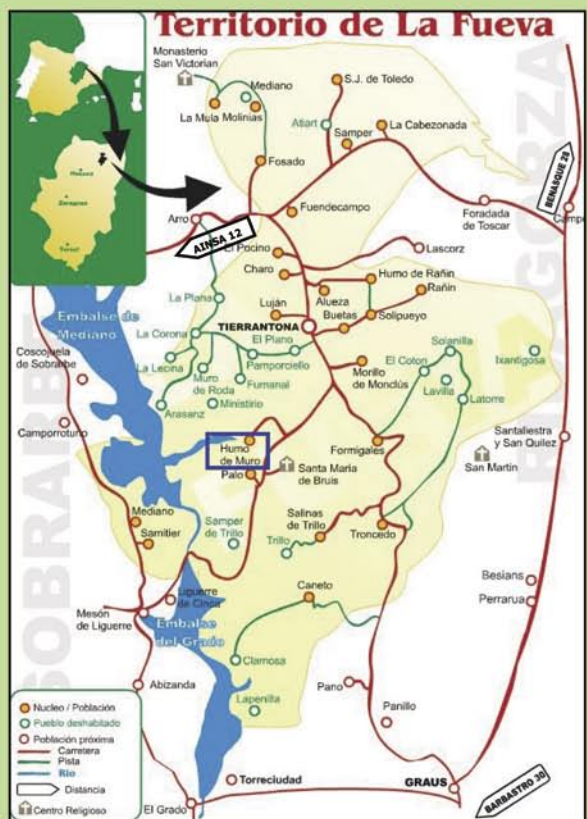 Territorio de La Fueva
Monasterio
San Victorian
Mediano
S.J. de Toledo
La Mula
Molinias
Atiart
La Cabezonada
Samper
Fosado
Huesca
Zaragoza
Teruel
Arro
Fuendecampo
Foradada
de Toscar
BENASQUE 28
AINSA 12
El Pocino
Lascorz
Charo
Humo de Rañin
Rañin
La Plana
Alueza
Luján
Buetas
Solipueyo
Embalse de
Mediano
TIERRANTONA
La Corona
El Plano
Solanilla
Ixantigosa
Coscojuela
de Sobrarbe
La Lecina
Pamporciello
Morillo
de Monclús
El Coton
Muro
de Roda
Fumanal
Lavilla
Latorre
Arasanz
Ministirio
Camporrotuno
Humo
de Muro
Formigales
Santaliestra
y San Quilez
Palo
Santa Maria
de Bruis
San Martin
Mediano
Samitier
Samper
de Trillo
Salinas
de Trillo
Trillo
Troncedo
Caneto
Besians
Perrarua
Liguerre
de Cinca
Mesón
de Liguerre
Embalse
del Grado
Clamosa
Abizanda
Lapenilla
Pano
Panillo
Torreciudad
GRAUS
El Grado
BARBASTRO 30
SOBRARBE
RIBAGORZA
Nucleo / Población
Pueblo deshabitado
Población próxima
Carretera
Pista
Rio
Distancia
Centro Religioso